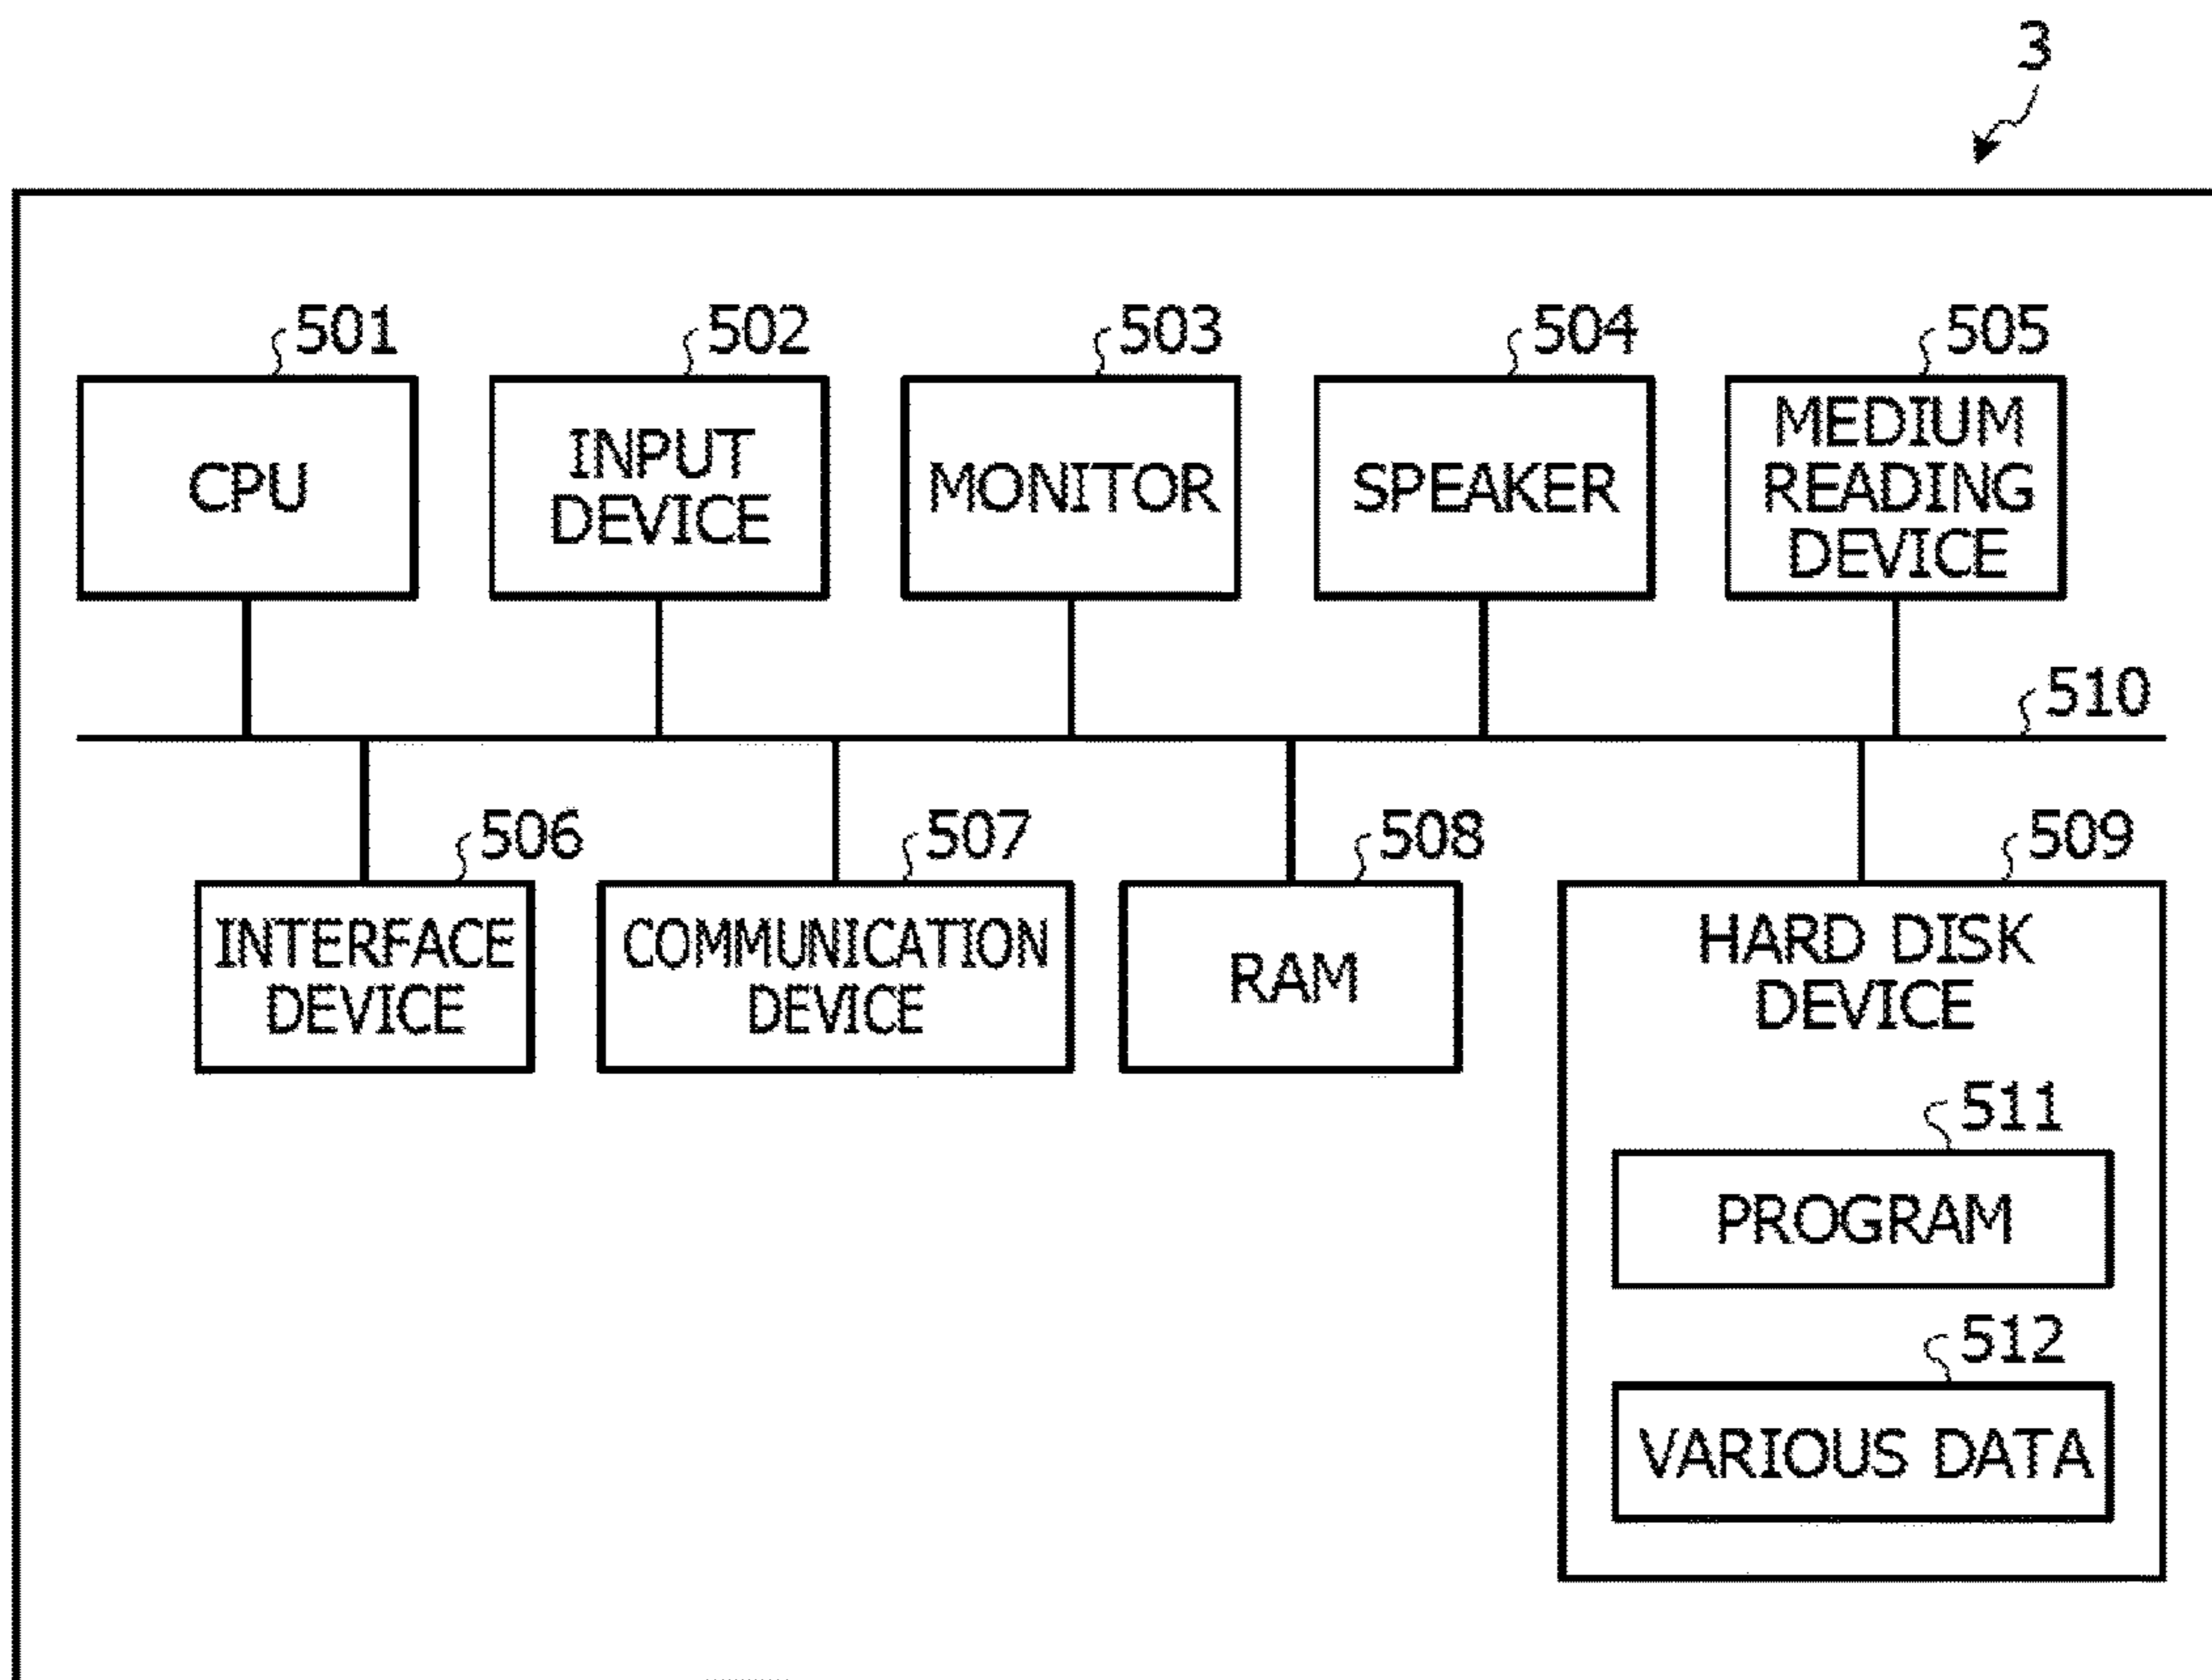 3
501
502
503
504
505
CPU
INPUT
DEVICE
MONITOR
SPEAKER
MEDIUM
READING
DEVICE
510
506
507
508
509
INTERFACE
DEVICE
COMMUNICATION
DEVICE
RAM
HARD DISK
DEVICE
511
PROGRAM
512
VARIOUS DATA